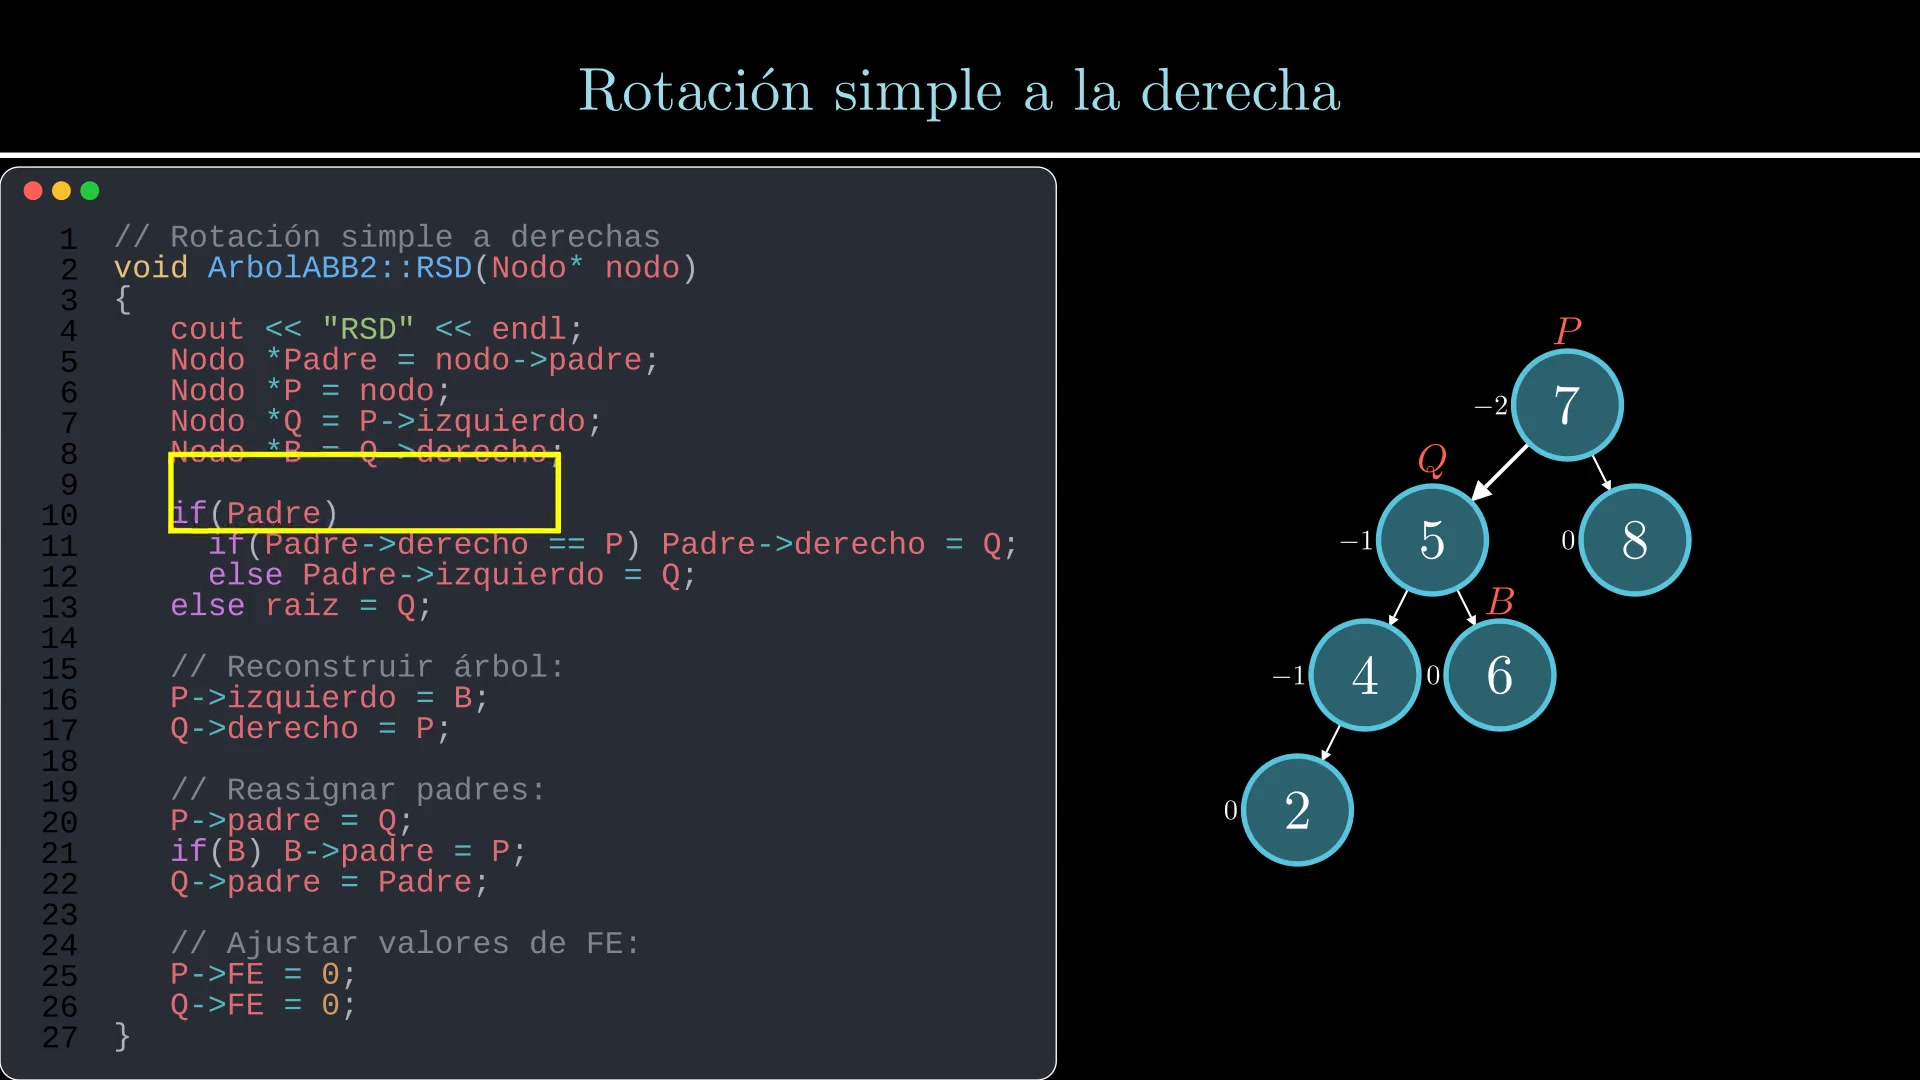 Rotación simple a la derecha
1 // Rotación simple a derechas
2 void ArbolABB2::RSD(Nodo* nodo)
3 {
4 cout << "RSD" << endl;
5 Nodo *Padre = nodo->padre;
6 Nodo *P = nodo;
7 Nodo *Q = P->izquierdo;
8 Nodo *B = Q->derecho;
9
10 if(Padre)
11 if(Padre->derecho == P) Padre->derecho = Q;
12 else Padre->izquierdo = Q;
13 else raiz = Q;
14
15 // Reconstruir árbol:
16 P->izquierdo = B;
17 Q->derecho = P;
18
19 // Reasignar padres:
20 P->padre = Q;
21 if(B) B->padre = P;
22 Q->padre = Padre;
23
24 // Ajustar valores de FE:
25 P->FE = 0;
26 Q->FE = 0;
27 }
P
−2 7
Q
−1 5
0 8
B
−1 4
0 6
0 2